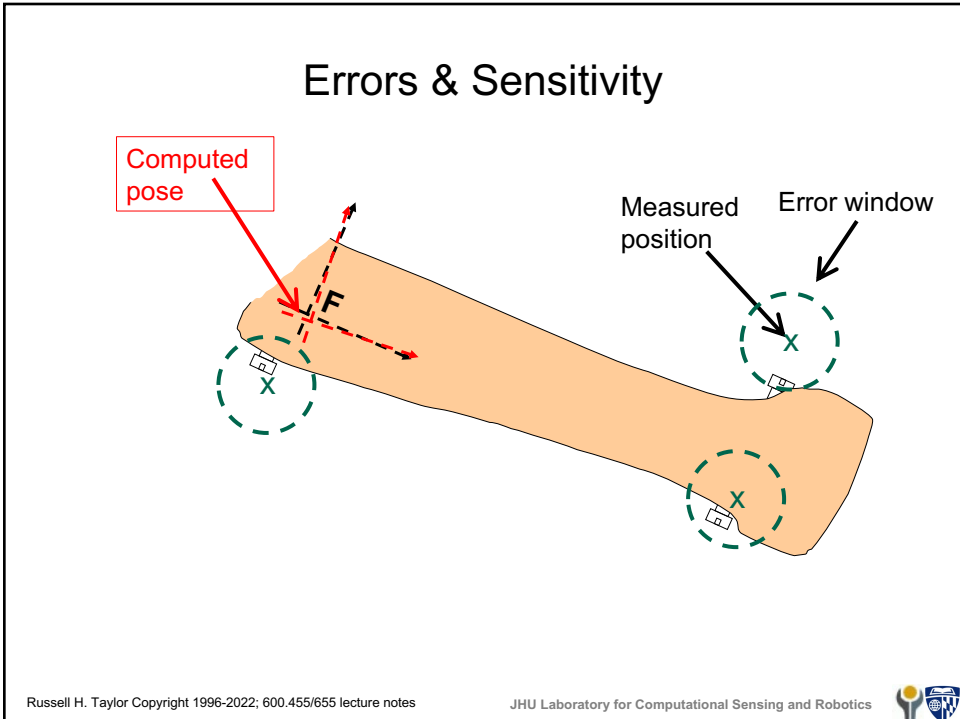 Errors & Sensitivity
Computed
pose
Measured
position
Error window
F
x
x
x
Russell H. Taylor Copyright 1996-2022; 600.455/655 lecture notes
JHU Laboratory for Computational Sensing and Robotics